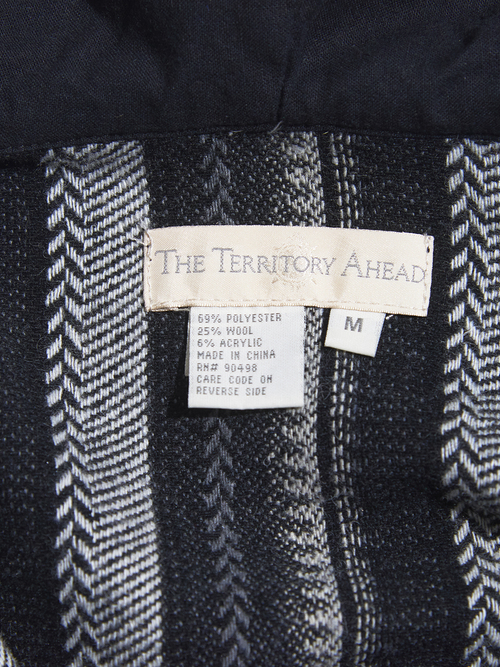 THE TERRITORY AHEAD
M
69% POLYESTER
25% WOOL
6% ACRYLIC
MADE IN CHINA
RN# 90498
CARE CODE ON
REVERSE SIDE